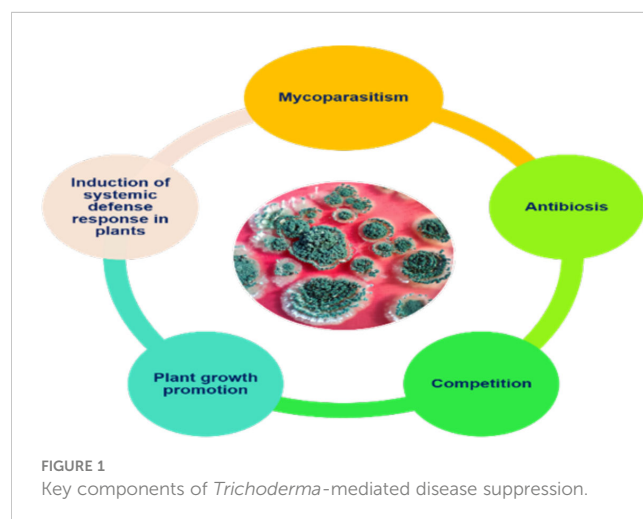 Mycoparasitism
Induction of
systemic
defense
response in
plants
Antibiosis
Plant growth
promotion
Competition
FIGURE 1
Key components of Trichoderma-mediated disease suppression.